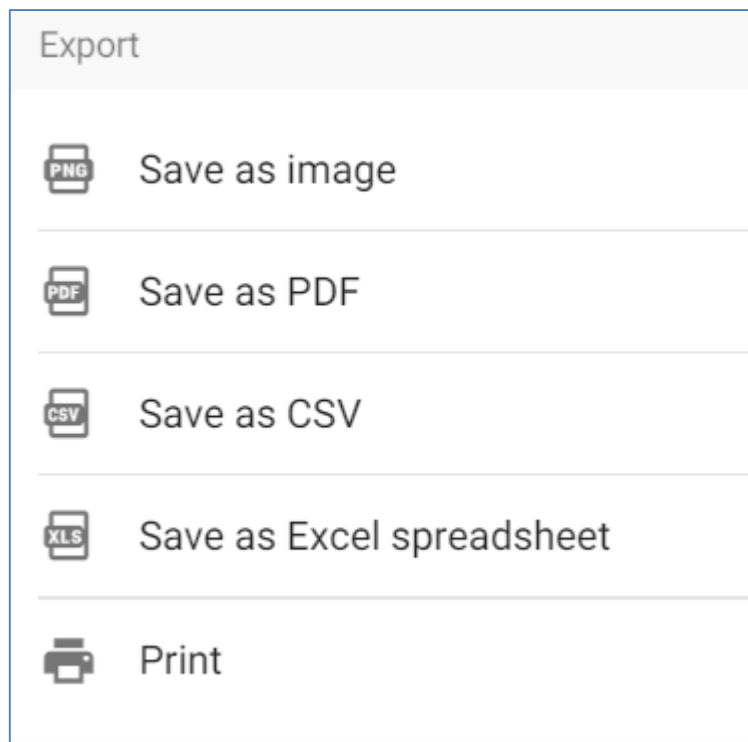 Export
PNG Save as image
PDF Save as PDF
CSV Save as CSV
XLS Save as Excel spreadsheet
Print